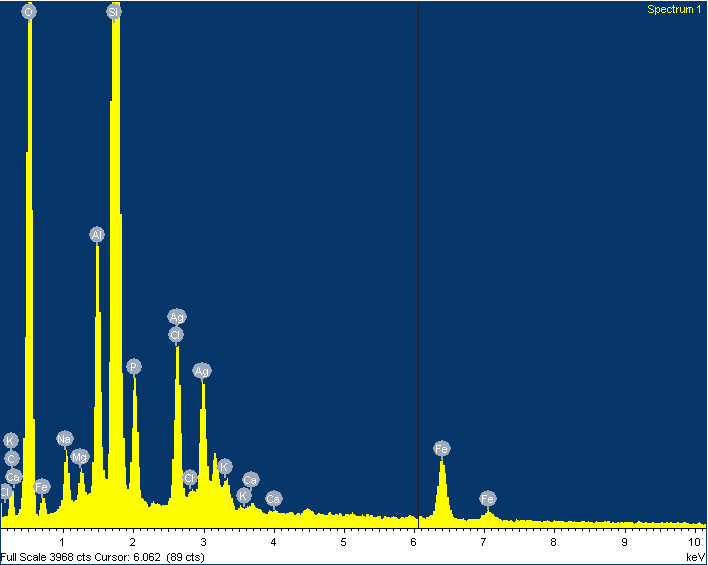 Spectrum 1
O
Si
Al
Ag
Cl
P
Ag
K
Na
C
Mg
Ca
Fe
Cl
Cl
K
K
Ca
Ca
Fe
Fe
1 2 3 4 5 6 7 8 9 10
Full Scale 3968 cts Cursor: 6.062 (89 cts) keV